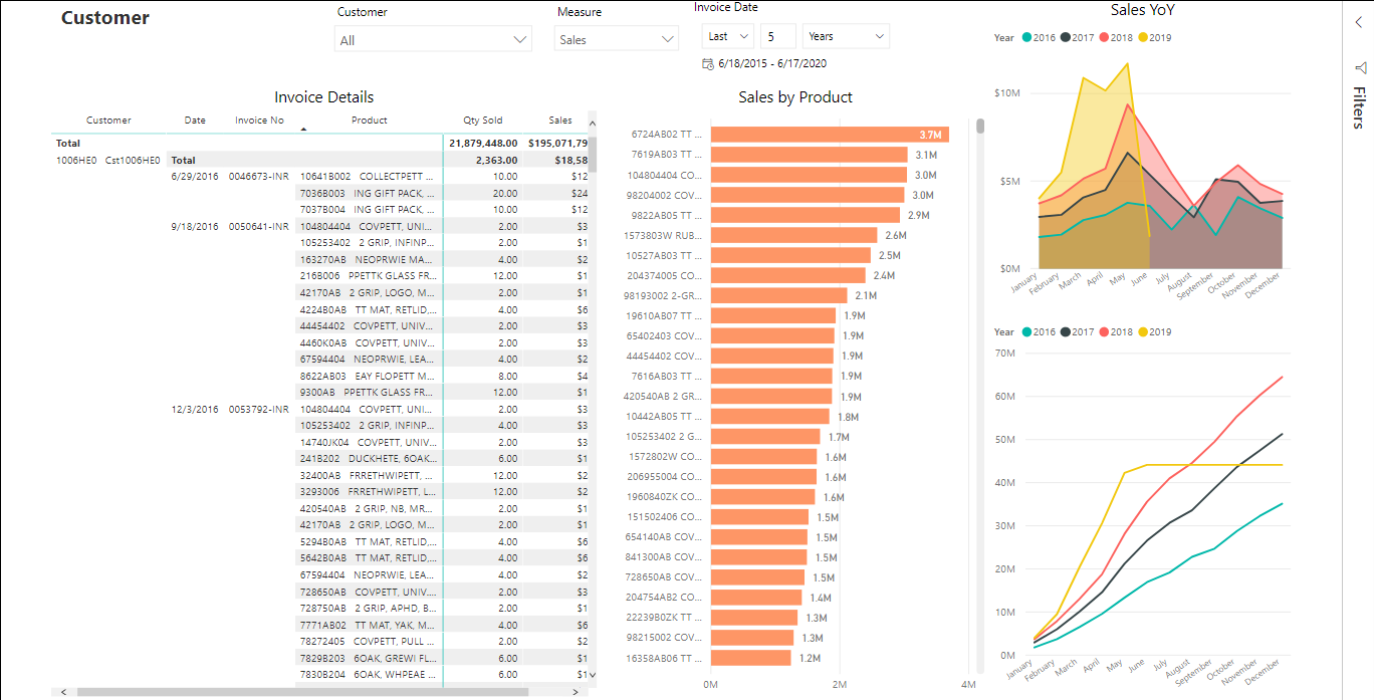 Customer
Customer
All
Measure
Sales
Invoice Date
Last 5 Years
6/18/2015 - 6/17/2020
Invoice Details
Customer Date Invoice No Product Qty Sold Sales
Total 21,879,448.00 $195,071,79
1006HE0 Cst1006HE0 Total 2,363.00 $18,58
6/29/2016 0046673-INR 10641B002 COLLECTPETT ... 10.00 $12
7036B003 ING GIFT PACK, ... 20.00 $24
7037B004 ING GIFT PACK, ... 10.00 $12
9/18/2016 0050641-INR 104804404 COVPETT, UNI... 2.00 $3
105253402 2 GRIP, INFINP... 2.00 $1
163270AB NEOPRWIE MA... 4.00 $2
216B006 PPETTK GLASS FR... 12.00 $1
42170AB 2 GRIP, LOGO, M... 2.00 $1
4224B0AB TT MAT, RETLID,... 4.00 $6
44454402 COVPETT, UNIV... 2.00 $3
4460K0AB COVPETT, UNIV... 2.00 $3
67594404 NEOPRWIE, LEA... 4.00 $2
8622AB03 EAY FLOPETT M... 8.00 $4
9300AB PPETTK GLASS FR... 12.00 $1
12/3/2016 0053792-INR 104804404 COVPETT, UNI... 2.00 $3
105253402 2 GRIP, INFINP... 4.00 $3
14740JK04 COVPETT, UNIV... 2.00 $3
241B202 DUCKHETE, 6OAK... 6.00 $1
32400AB FRRETHWIPETT, ... 12.00 $2
3293006 FRRETHWIPETT, L... 12.00 $2
420540AB 2 GRIP, NB, MR... 2.00 $1
42170AB 2 GRIP, LOGO, M... 2.00 $1
5294B0AB TT MAT, RETLID,... 4.00 $6
5642B0AB TT MAT, RETLID,... 4.00 $6
67594404 NEOPRWIE, LEA... 4.00 $2
728650AB COVPETT, UNIV... 2.00 $3
728750AB 2 GRIP, APHD, B... 2.00 $1
7771AB02 TT MAT, YAK, M... 4.00 $6
78272405 COVPETT, PULL ... 2.00 $2
7829B203 6OAK, GREWI FL... 6.00 $1
7830B204 6OAK, WHPEAE ... 6.00 $1
Sales by Product
6724AB02 TT ... 3.7M
7619AB03 TT ... 3.1M
104804404 CO... 3.0M
98204002 COV... 3.0M
9822AB05 TT ... 2.9M
1573803W RUB... 2.6M
10527AB03 TT ... 2.5M
204374005 CO... 2.4M
98193002 2-GR... 2.1M
19610AB07 TT ... 1.9M
65402403 COV... 1.9M
44454402 COV... 1.9M
7616AB03 TT ... 1.9M
420540AB 2 GR... 1.9M
10442AB05 TT ... 1.8M
105253402 2 G... 1.7M
1572802W CO... 1.6M
206955004 CO... 1.6M
1960840ZK CO... 1.6M
151502406 CO... 1.5M
654140AB COV... 1.5M
841300AB COV... 1.5M
728650AB COV... 1.5M
204754AB2 CO... 1.4M
22239B0ZK TT ... 1.3M
98215002 COV... 1.3M
16358AB06 TT ... 1.2M
0M 2M 4M
Sales YoY
Year 2016 2017 2018 2019
$10M
$5M
$0M
January February March April May June July August September October November December
Year 2016 2017 2018 2019
70M
60M
50M
40M
30M
20M
10M
0M
January February March April May June July August September October November December
Filters